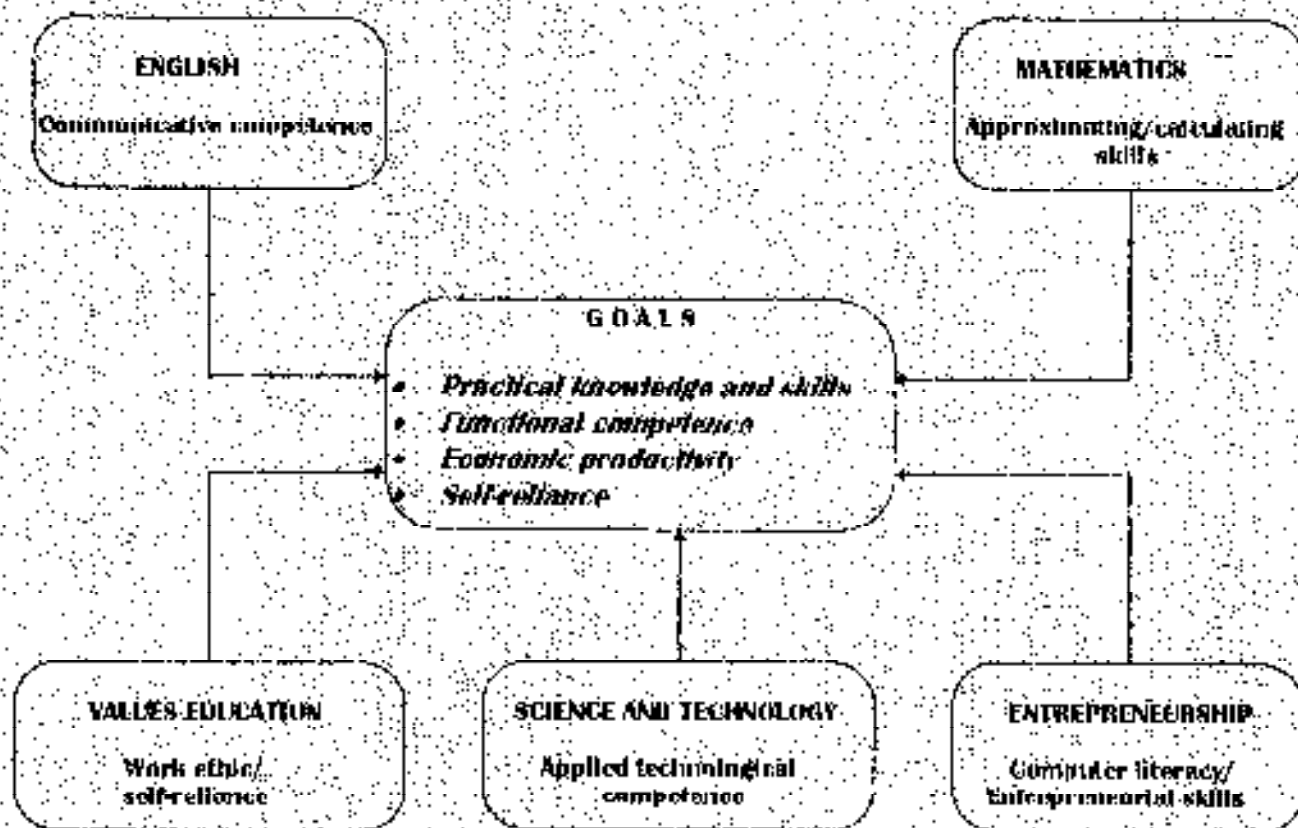 ENGLISH
Communicative competence
MATHEMATICS
Approximating/calculating
skills
GOALS
• Practical knowledge and skills
• Functional competence
• Economic productivity
• Self-reliance
VALUES EDUCATION
Work ethic/
self-reliance
SCIENCE AND TECHNOLOGY
Applied technological
competence
ENTREPRENEURSHIP
Computer literacy/
Entrepreneurial skills